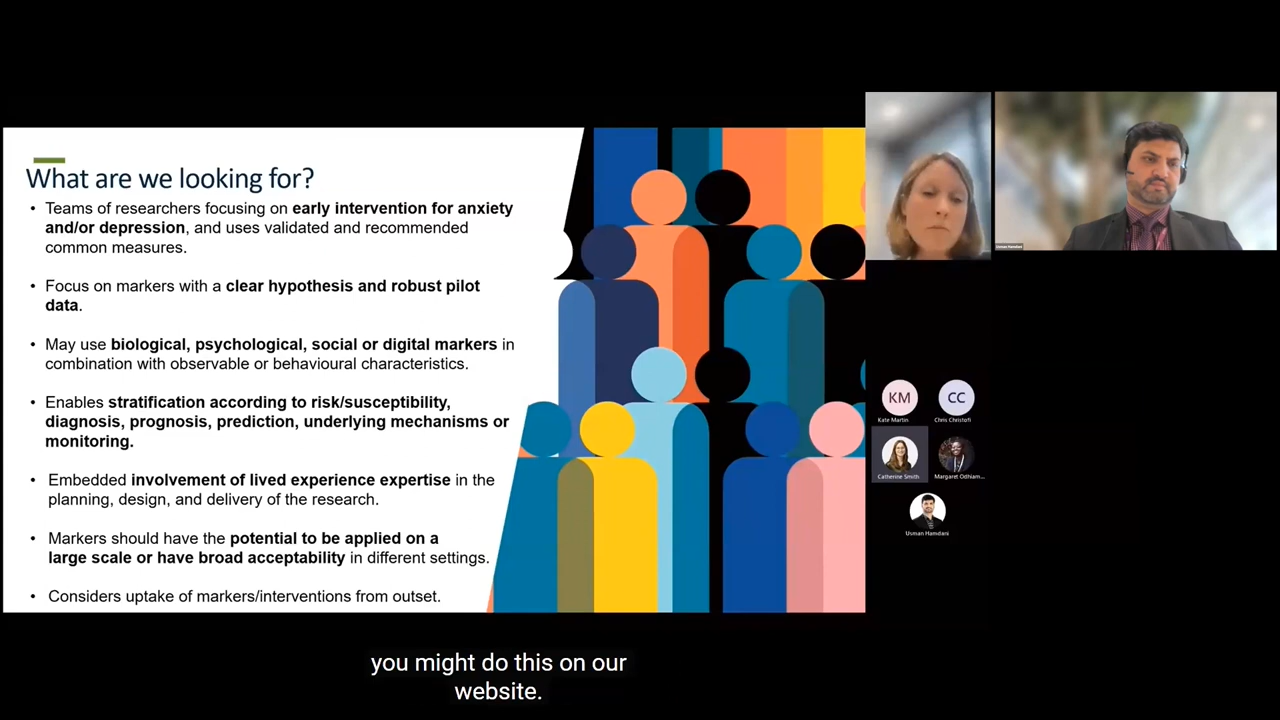 What are we looking for?
• Teams of researchers focusing on early intervention for anxiety
and/or depression, and uses validated and recommended
common measures.
• Focus on markers with a clear hypothesis and robust pilot
data.
• May use biological, psychological, social or digital markers in
combination with observable or behavioural characteristics.
• Enables stratification according to risk/susceptibility,
diagnosis, prognosis, prediction, underlying mechanisms or
monitoring.
• Embedded involvement of lived experience expertise in the
planning, design, and delivery of the research.
• Markers should have the potential to be applied on a
large scale or have broad acceptability in different settings.
• Considers uptake of markers/interventions from outset.
Usman Hamdani
KM
CC
Kate Martin
Chris Christofi
Catherine Smith
Margaret Odhiam...
Usman Hamdani
you might do this on our
website.